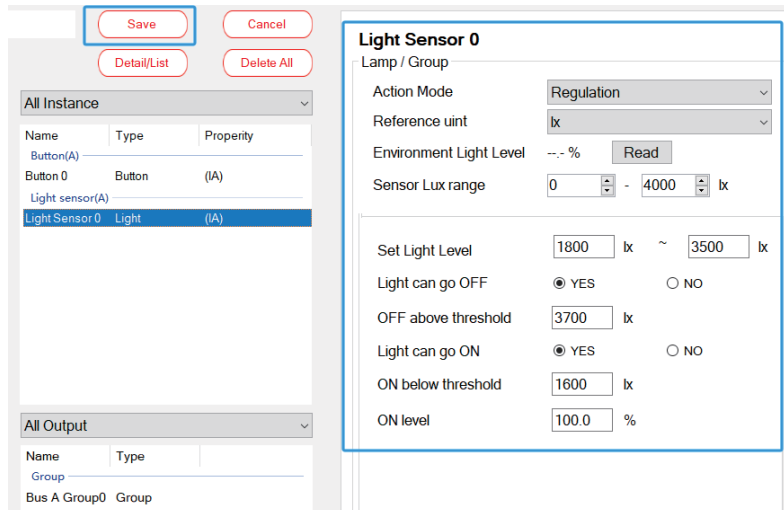 Save
Cancel
Detail/List
Delete All
All Instance
Name Type Properity
Button(A)
Button 0 Button (IA)
Light sensor(A)
Light Sensor 0 Light (IA)
All Output
Name Type
Group
Bus A Group0 Group
Light Sensor 0
Lamp / Group
Action Mode Regulation
Reference uint lx
Environment Light Level --.- % Read
Sensor Lux range 0 - 4000 lx
Set Light Level 1800 lx ~ 3500 lx
Light can go OFF YES NO
OFF above threshold 3700 lx
Light can go ON YES NO
ON below threshold 1600 lx
ON level 100.0 %